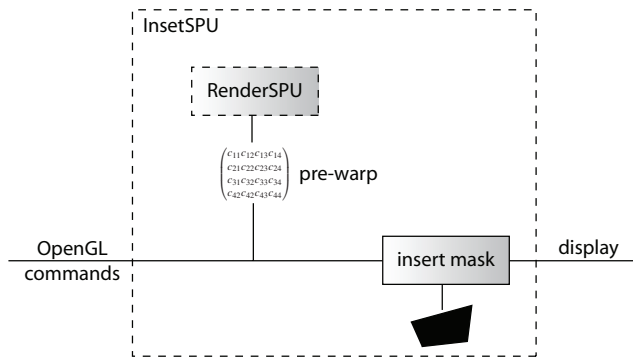 InsetSPU
RenderSPU
c11c12c13c14
c21c22c23c24
c31c32c33c34
c42c42c43c44
pre-warp
OpenGL
commands
insert mask
display